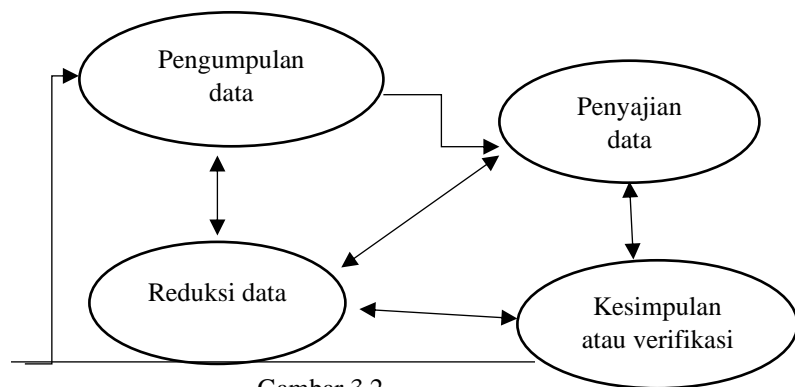 Pengumpulan
data
Penyajian
data
Reduksi data
Kesimpulan
atau verifikasi
Gambar 3.2